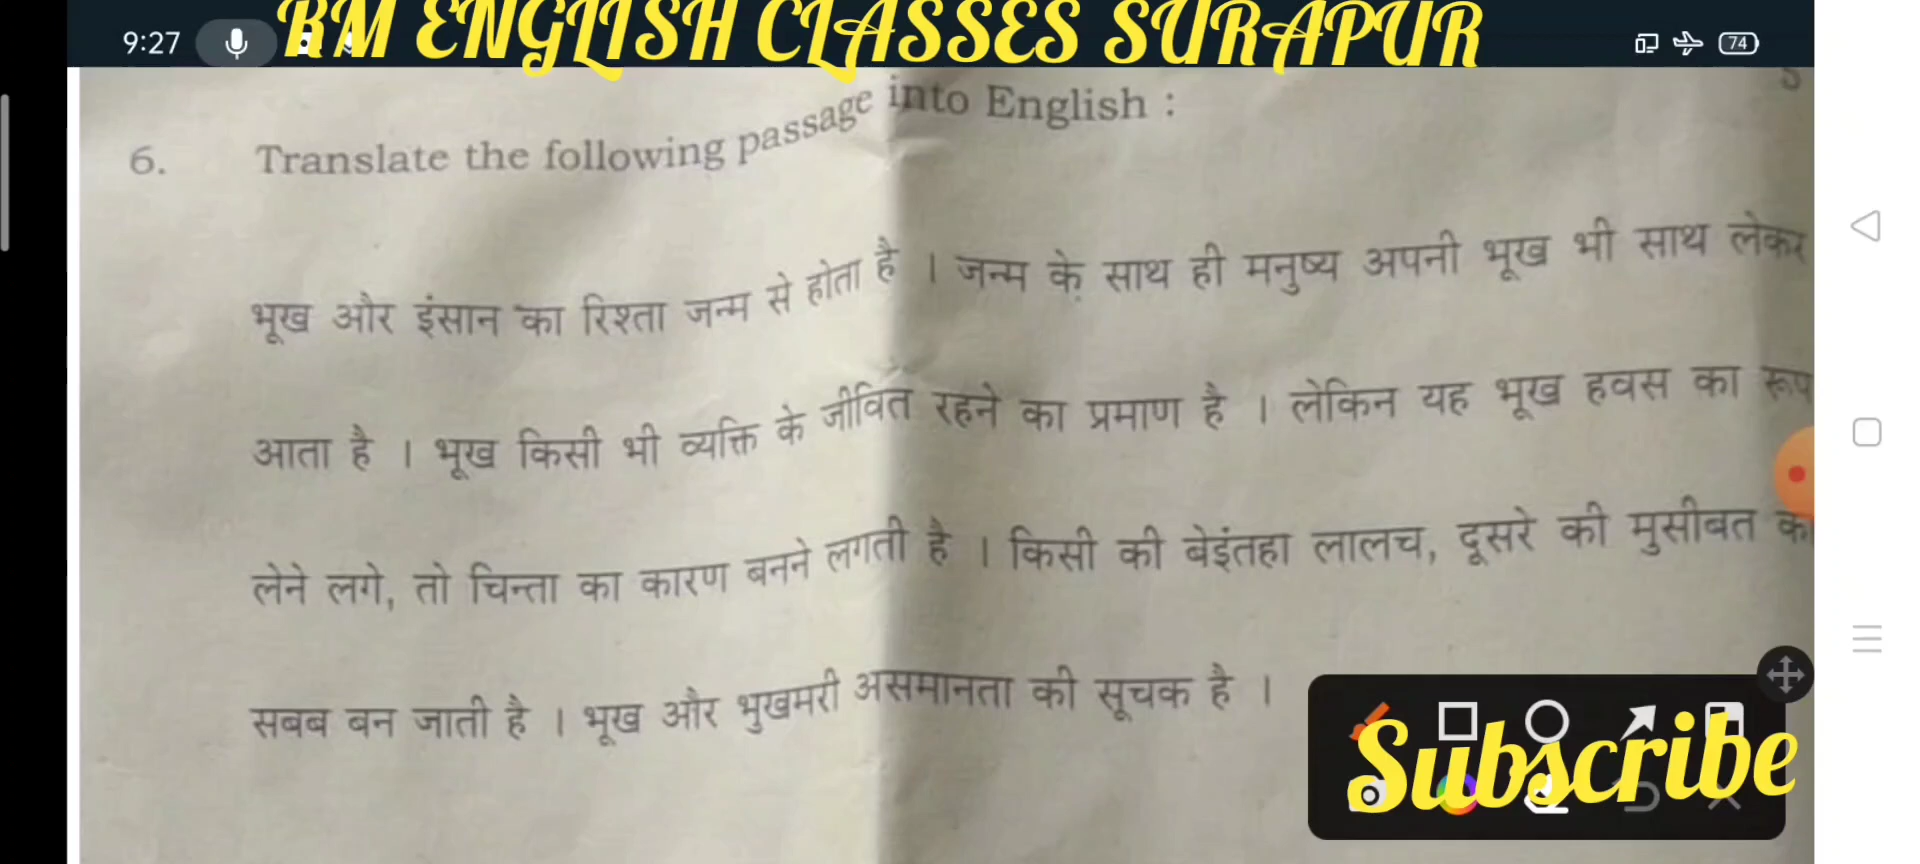 RM ENGLISH CLASSES SURAPUR
9:27
74
6. Translate the following passage into English :
भूख और इंसान का रिश्ता जन्म से होता है । जन्म के साथ ही मनुष्य अपनी भूख भी साथ लेकर
आता है । भूख किसी भी व्यक्ति के जीवित रहने का प्रमाण है । लेकिन यह भूख हवस का रूप
लेने लगे, तो चिन्ता का कारण बनने लगती है । किसी की बेइंतहा लालच, दूसरे की मुसीबत का
सबब बन जाती है । भूख और भुखमरी असमानता की सूचक है ।
Subscribe